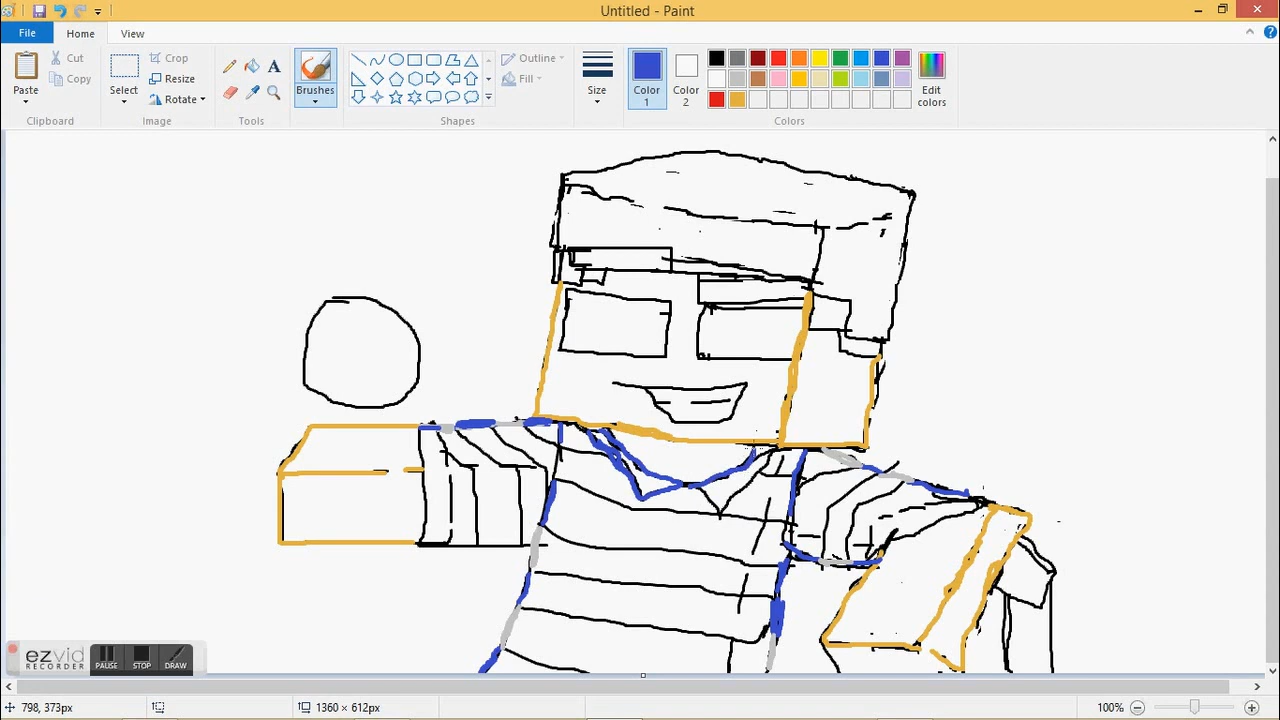 Untitled - Paint
File Home View
Paste
Cut
Copy
Clipboard
Select
Crop
Resize
Rotate
Image
A
Tools
Brushes
Shapes
Outline
Fill
Size
Color 1
Color 2
Edit colors
Colors
ezvid
RECORDER
PAUSE STOP DRAW
798, 373px
1360 × 612px
100%